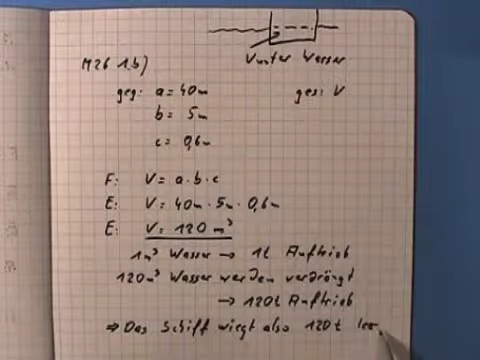 V unter Wasser
M26 1.b)
geg: a = 40m ges: V
b = 5m
c = 0,6m
F: V = a · b · c
E: V = 40m · 5m · 0,6m
E: V = 120 m³
1m³ Wasser → 1t Auftrieb
120m³ Wasser werden verdrängt
→ 120t Auftrieb
⇒ Das Schiff wiegt also 120t leer